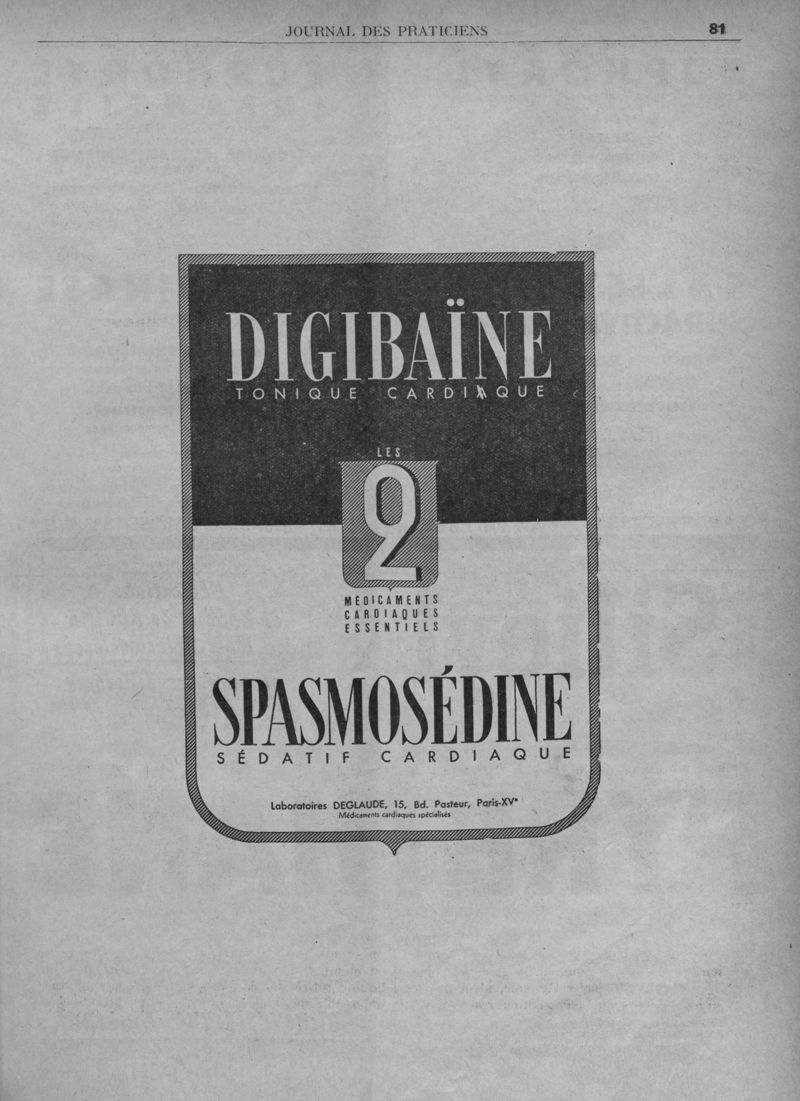 JOURNAL DES PRATICIENS 81
DIGIBAÏNE
TONIQUE CARDIAQUE
LES
2
MÉDICAMENTS
CARDIAQUES
ESSENTIELS
SPASMOSÉDINE
SÉDATIF CARDIAQUE
Laboratoires DEGLAUDE, 15, Bd. Pasteur, Paris-XVe
Médicaments cardiaques spécialisés